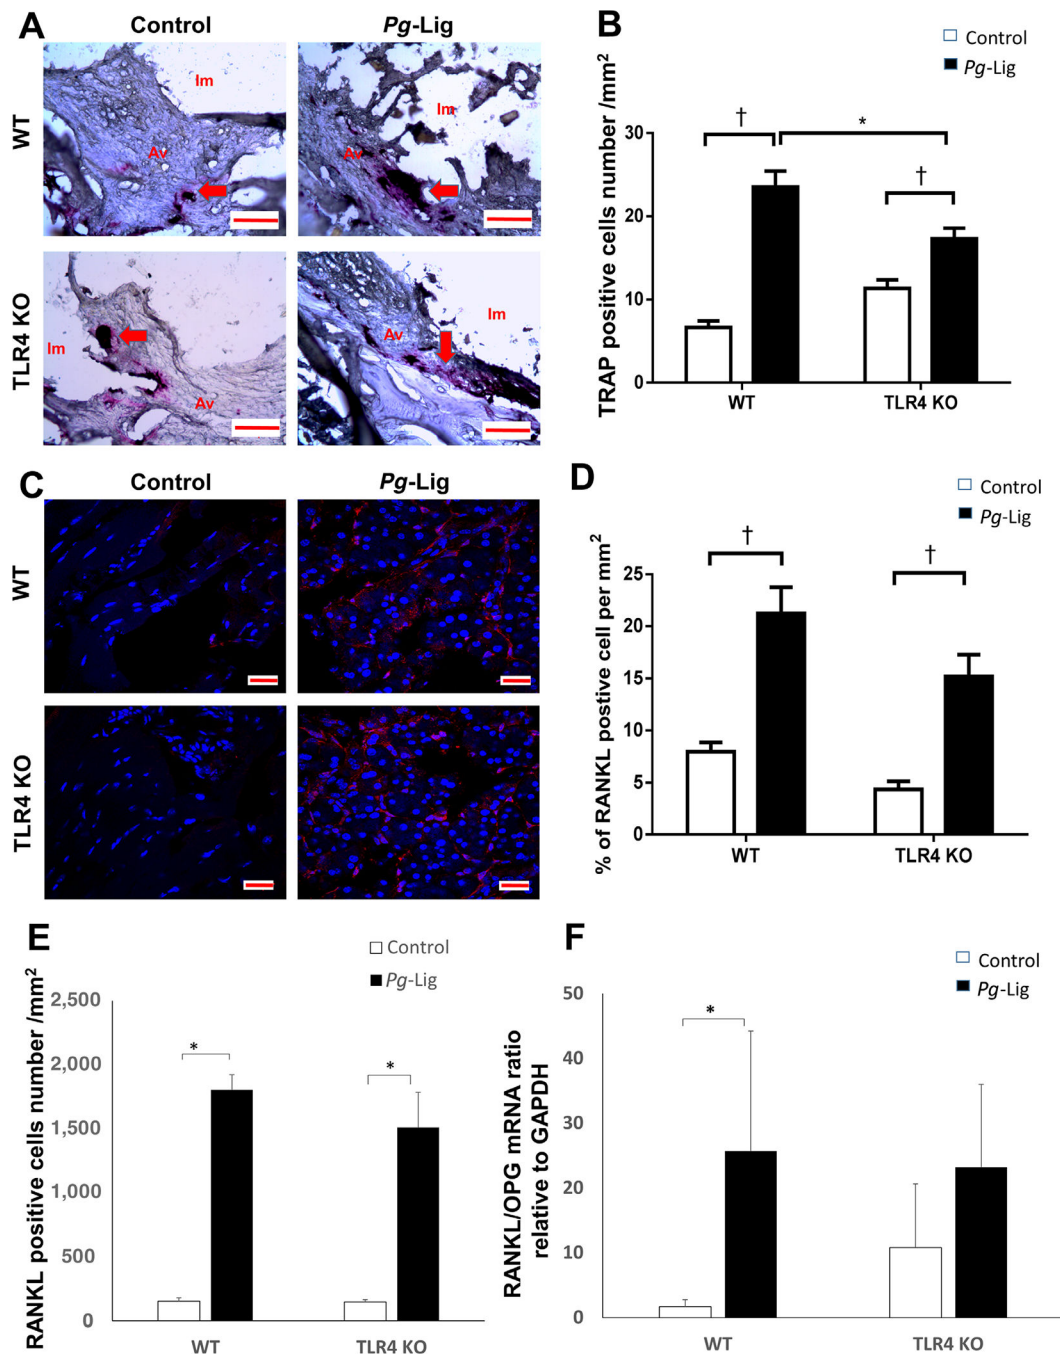 A
Control
Pg-Lig
WT
Im
Av
Im
Av
TLR4 KO
Im
Av
Im
Av
B
Control
Pg-Lig
TRAP positive cells number /mm2
30
20
10
0
†
*
†
WT
TLR4 KO
C
Control
Pg-Lig
WT
TLR4 KO
D
Control
Pg-Lig
% of RANKL postive cell per mm2
25
20
15
10
5
0
†
†
WT
TLR4 KO
E
Control
Pg-Lig
RANKL positive cells number /mm2
2,500
2,000
1,500
1,000
500
0
*
*
WT
TLR4 KO
F
Control
Pg-Lig
RANKL/OPG mRNA ratio
relative to GAPDH
50
40
30
20
10
0
*
WT
TLR4 KO